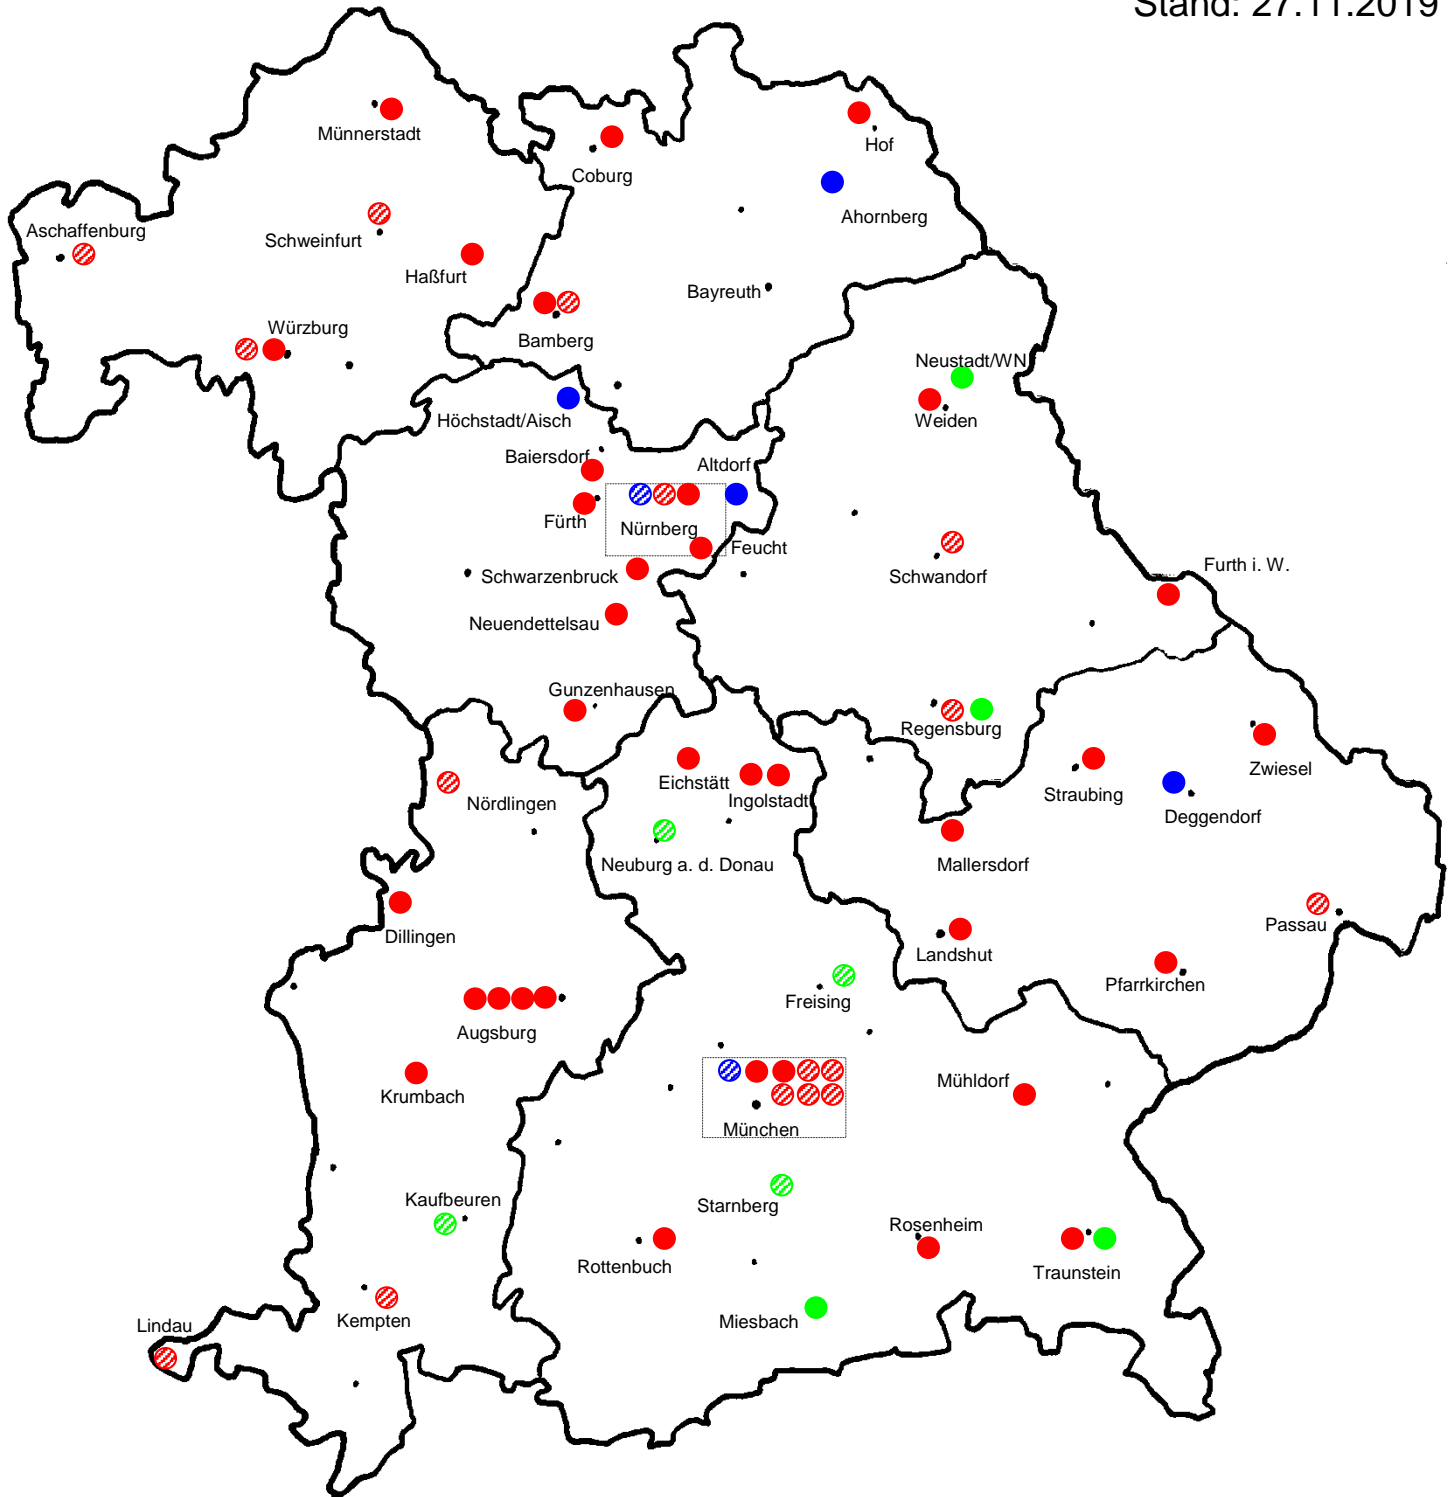 Stand: 27.11.2019
Münnerstadt
Hof
Coburg
Ahornberg
Aschaffenburg
Schweinfurt
Haßfurt
Bayreuth
Würzburg
Bamberg
Neustadt/WN
Höchstadt/Aisch
Weiden
Baiersdorf
Altdorf
Fürth
Nürnberg
Feucht
Schwarzenbruck
Schwandorf
Furth i. W.
Neuendettelsau
Gunzenhausen
Regensburg
Eichstätt
Ingolstadt
Nördlingen
Straubing
Zwiesel
Deggendorf
Neuburg a. d. Donau
Mallersdorf
Dillingen
Passau
Landshut
Pfarrkirchen
Freising
Augsburg
Krumbach
Mühldorf
München
Kaufbeuren
Starnberg
Rosenheim
Rottenbuch
Traunstein
Lindau
Kempten
Miesbach